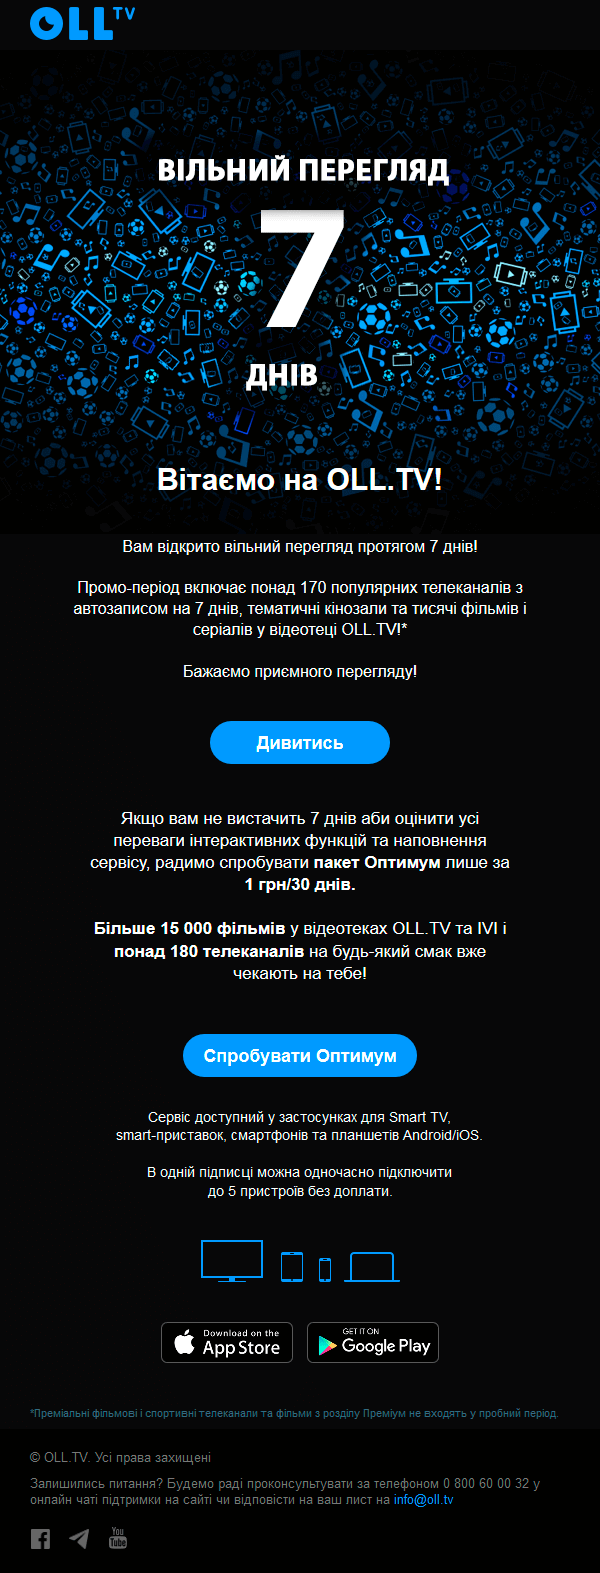 OLL TV
ВІЛЬНИЙ ПЕРЕГЛЯД
7
ДНІВ
Вітаємо на OLL.TV!
Вам відкрито вільний перегляд протягом 7 днів!
Промо-період включає понад 170 популярних телеканалів з
автозаписом на 7 днів, тематичні кінозали та тисячі фільмів і
серіалів у відеотеці OLL.TV!*
Бажаємо приємного перегляду!
Дивитись
Якщо вам не вистачить 7 днів аби оцінити усі
переваги інтерактивних функцій та наповнення
сервісу, радимо спробувати пакет Оптимум лише за
1 грн/30 днів.
Більше 15 000 фільмів у відеотеках OLL.TV та IVI і
понад 180 телеканалів на будь-який смак вже
чекають на тебе!
Спробувати Оптимум
Сервіс доступний у застосунках для Smart TV,
smart-приставок, смартфонів та планшетів Android/iOS.
В одній підписці можна одночасно підключити
до 5 пристроїв без доплати.
Download on the
App Store
GET IT ON
Google Play
*Преміальні фільмові і спортивні телеканали та фільми з розділу Преміум не входять у пробний період.
© OLL.TV. Усі права захищені
Залишились питання? Будемо раді проконсультувати за телефоном 0 800 60 00 32 у
онлайн чаті підтримки на сайті чи відповісти на ваш лист на info@oll.tv
You
Tube